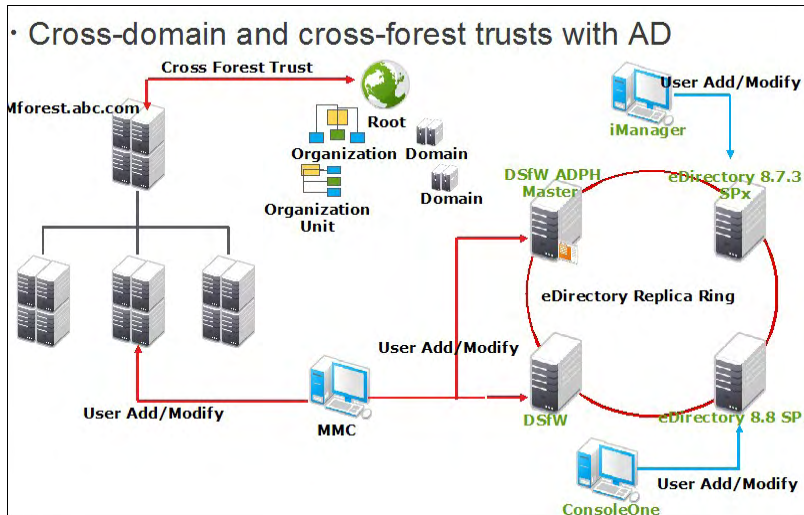 · Cross-domain and cross-forest trusts with AD
Cross Forest Trust
User Add/Modify
Mforest.abc.com
Root
iManager
Organization
Domain
DSfW ADPH
Master
eDirectory 8.7.3
SPx
Domain
Organization
Unit
eDirectory Replica Ring
User Add/Modify
User Add/Modify
MMC
DSfW
eDirectory 8.8 SP
User Add/Modify
ConsoleOne